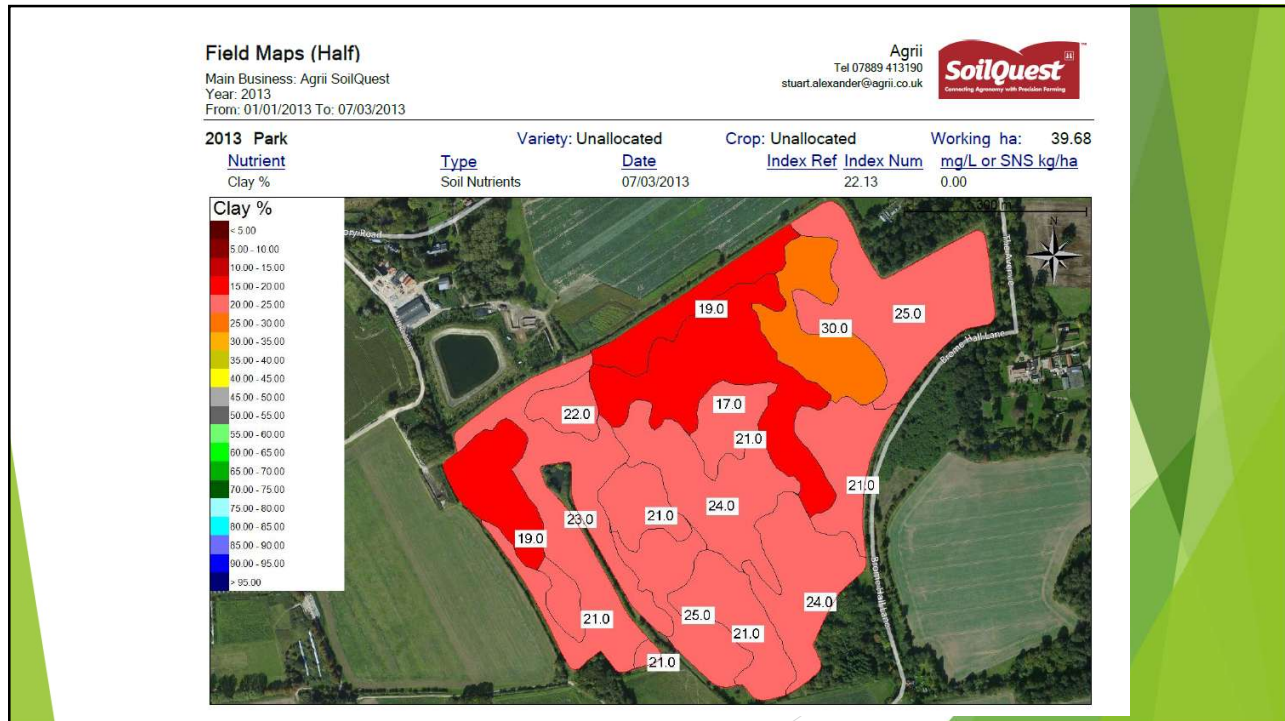 Field Maps (Half)
Main Business: Agrii SoilQuest
Year: 2013
From: 01/01/2013 To: 07/03/2013
Agrii
Tel 07889 413190
stuart.alexander@agrii.co.uk
SoilQuest
Connecting Agronomy with Precision Farming
2013 Park Variety: Unallocated Crop: Unallocated Working ha: 39.68
Nutrient Type Date Index Ref Index Num mg/L or SNS kg/ha
Clay % Soil Nutrients 07/03/2013 22.13 0.00
Clay %
< 5.00
5.00 - 10.00
10.00 - 15.00
15.00 - 20.00
20.00 - 25.00
25.00 - 30.00
30.00 - 35.00
35.00 - 40.00
40.00 - 45.00
45.00 - 50.00
50.00 - 55.00
55.00 - 60.00
60.00 - 65.00
65.00 - 70.00
70.00 - 75.00
75.00 - 80.00
80.00 - 85.00
85.00 - 90.00
90.00 - 95.00
> 95.00
Road
N
The Avenue
19.0
25.0
30.0
Brome Hall Lane
17.0
22.0
21.0
21.0
24.0
21.0
23.0
19.0
Brome Hall Lane
24.0
25.0
21.0
21.0
21.0